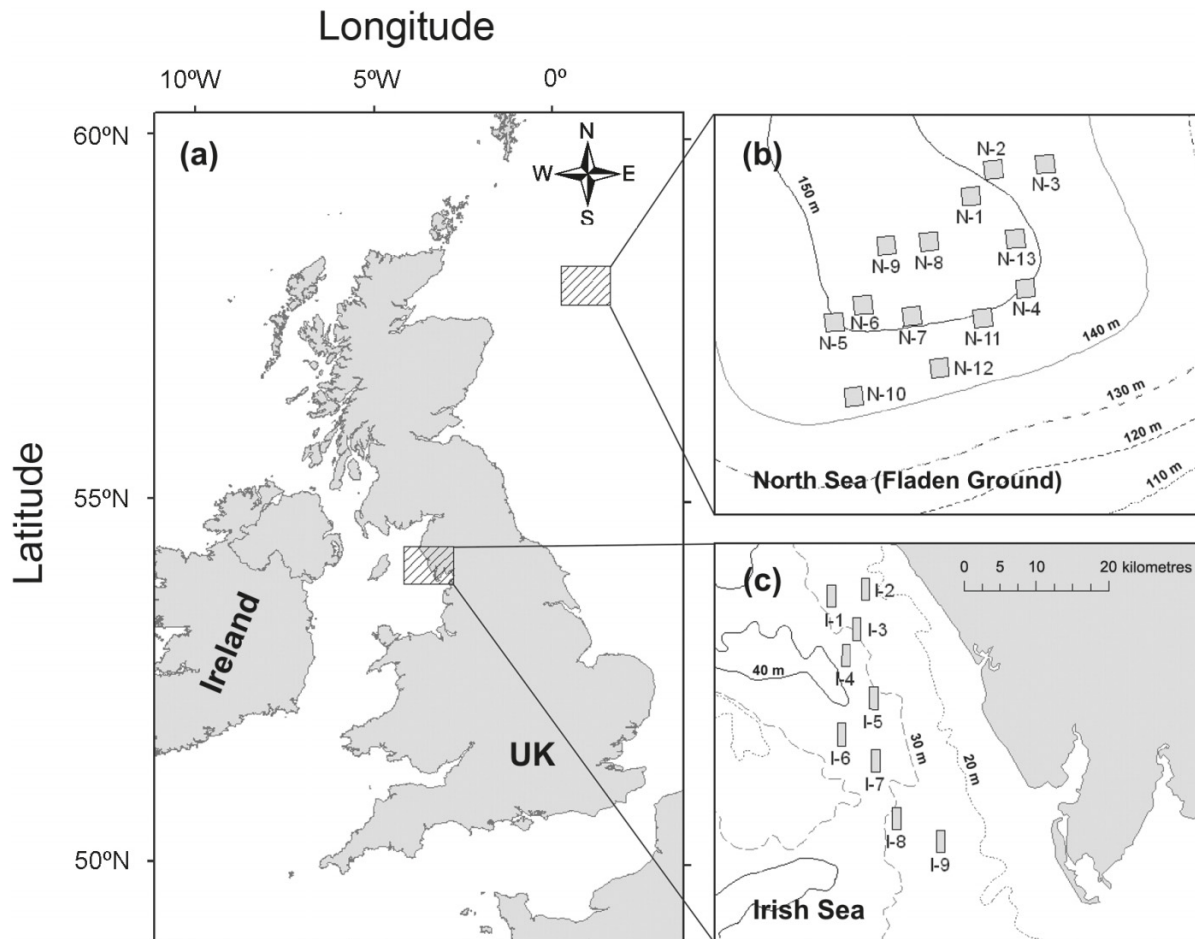 Longitude
10ºW
5ºW
0º
60ºN
55ºN
50ºN
Latitude
(a)
N
W
E
S
Ireland
UK
(b)
150 m
N-2
N-3
N-1
N-9
N-8
N-13
N-6
N-5
N-7
N-11
N-4
N-12
N-10
140 m
130 m
120 m
110 m
North Sea (Fladen Ground)
(c)
0 5 10 20 kilometres
I-2
I-1
I-3
I-4
40 m
I-5
I-6
30 m
20 m
I-7
I-8
I-9
Irish Sea